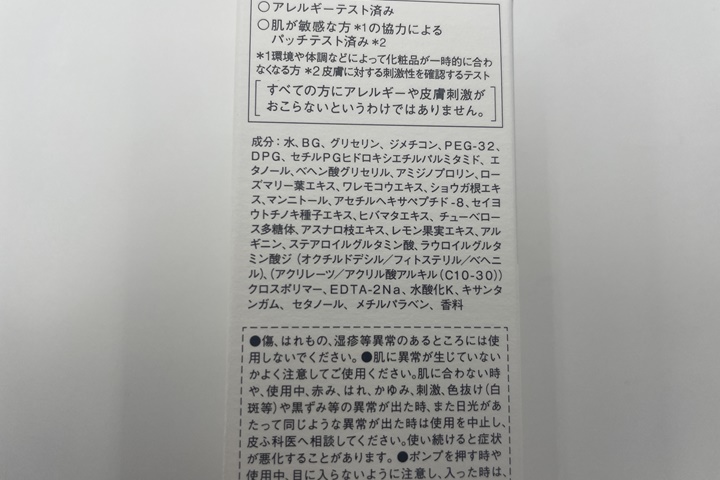 ○アレルギーテスト済み
○肌が敏感な方*1の協力による
パッチテスト済み*2
*1環境や体調などによって化粧品が一時的に合わ
なくなる方 *2皮膚に対する刺激性を確認するテスト
すべての方にアレルギーや皮膚刺激が
おこらないというわけではありません。
成分：水、BG、グリセリン、ジメチコン、PEG-32、
DPG、セチルPGヒドロキシエチルパルミタミド、エ
タノール、ベヘン酸グリセリル、アミジノプロリン、ロー
ズマリー葉エキス、ワレモコウエキス、ショウガ根エキ
ス、マンニトール、アセチルヘキサペプチド-8、セイヨ
ウトチノキ種子エキス、ヒバマタエキス、チューベロー
ス多糖体、アスナロ枝エキス、レモン果実エキス、アル
ギニン、ステアロイルグルタミン酸、ラウロイルグルタ
ミン酸ジ（オクチルドデシル／フィトステリル／ベヘニ
ル）、（アクリレーツ／アクリル酸アルキル（C10-30））
クロスポリマー、EDTA-2Na、水酸化K、キサンタ
ンガム、セタノール、メチルパラベン、香料
●傷、はれもの、湿疹等異常のあるところには使
用しないでください。●肌に異常が生じていない
かよく注意してご使用ください。肌に合わない時
や、使用中、赤み、はれ、かゆみ、刺激、色抜け（白
斑等）や黒ずみ等の異常が出た時、また日光があ
たって同じような異常が出た時は使用を中止し、
皮ふ科医へ相談してください。使い続けると症状
が悪化することがあります。●ポンプを押す時や
使用中、目に入らないように注意し、入った時は、